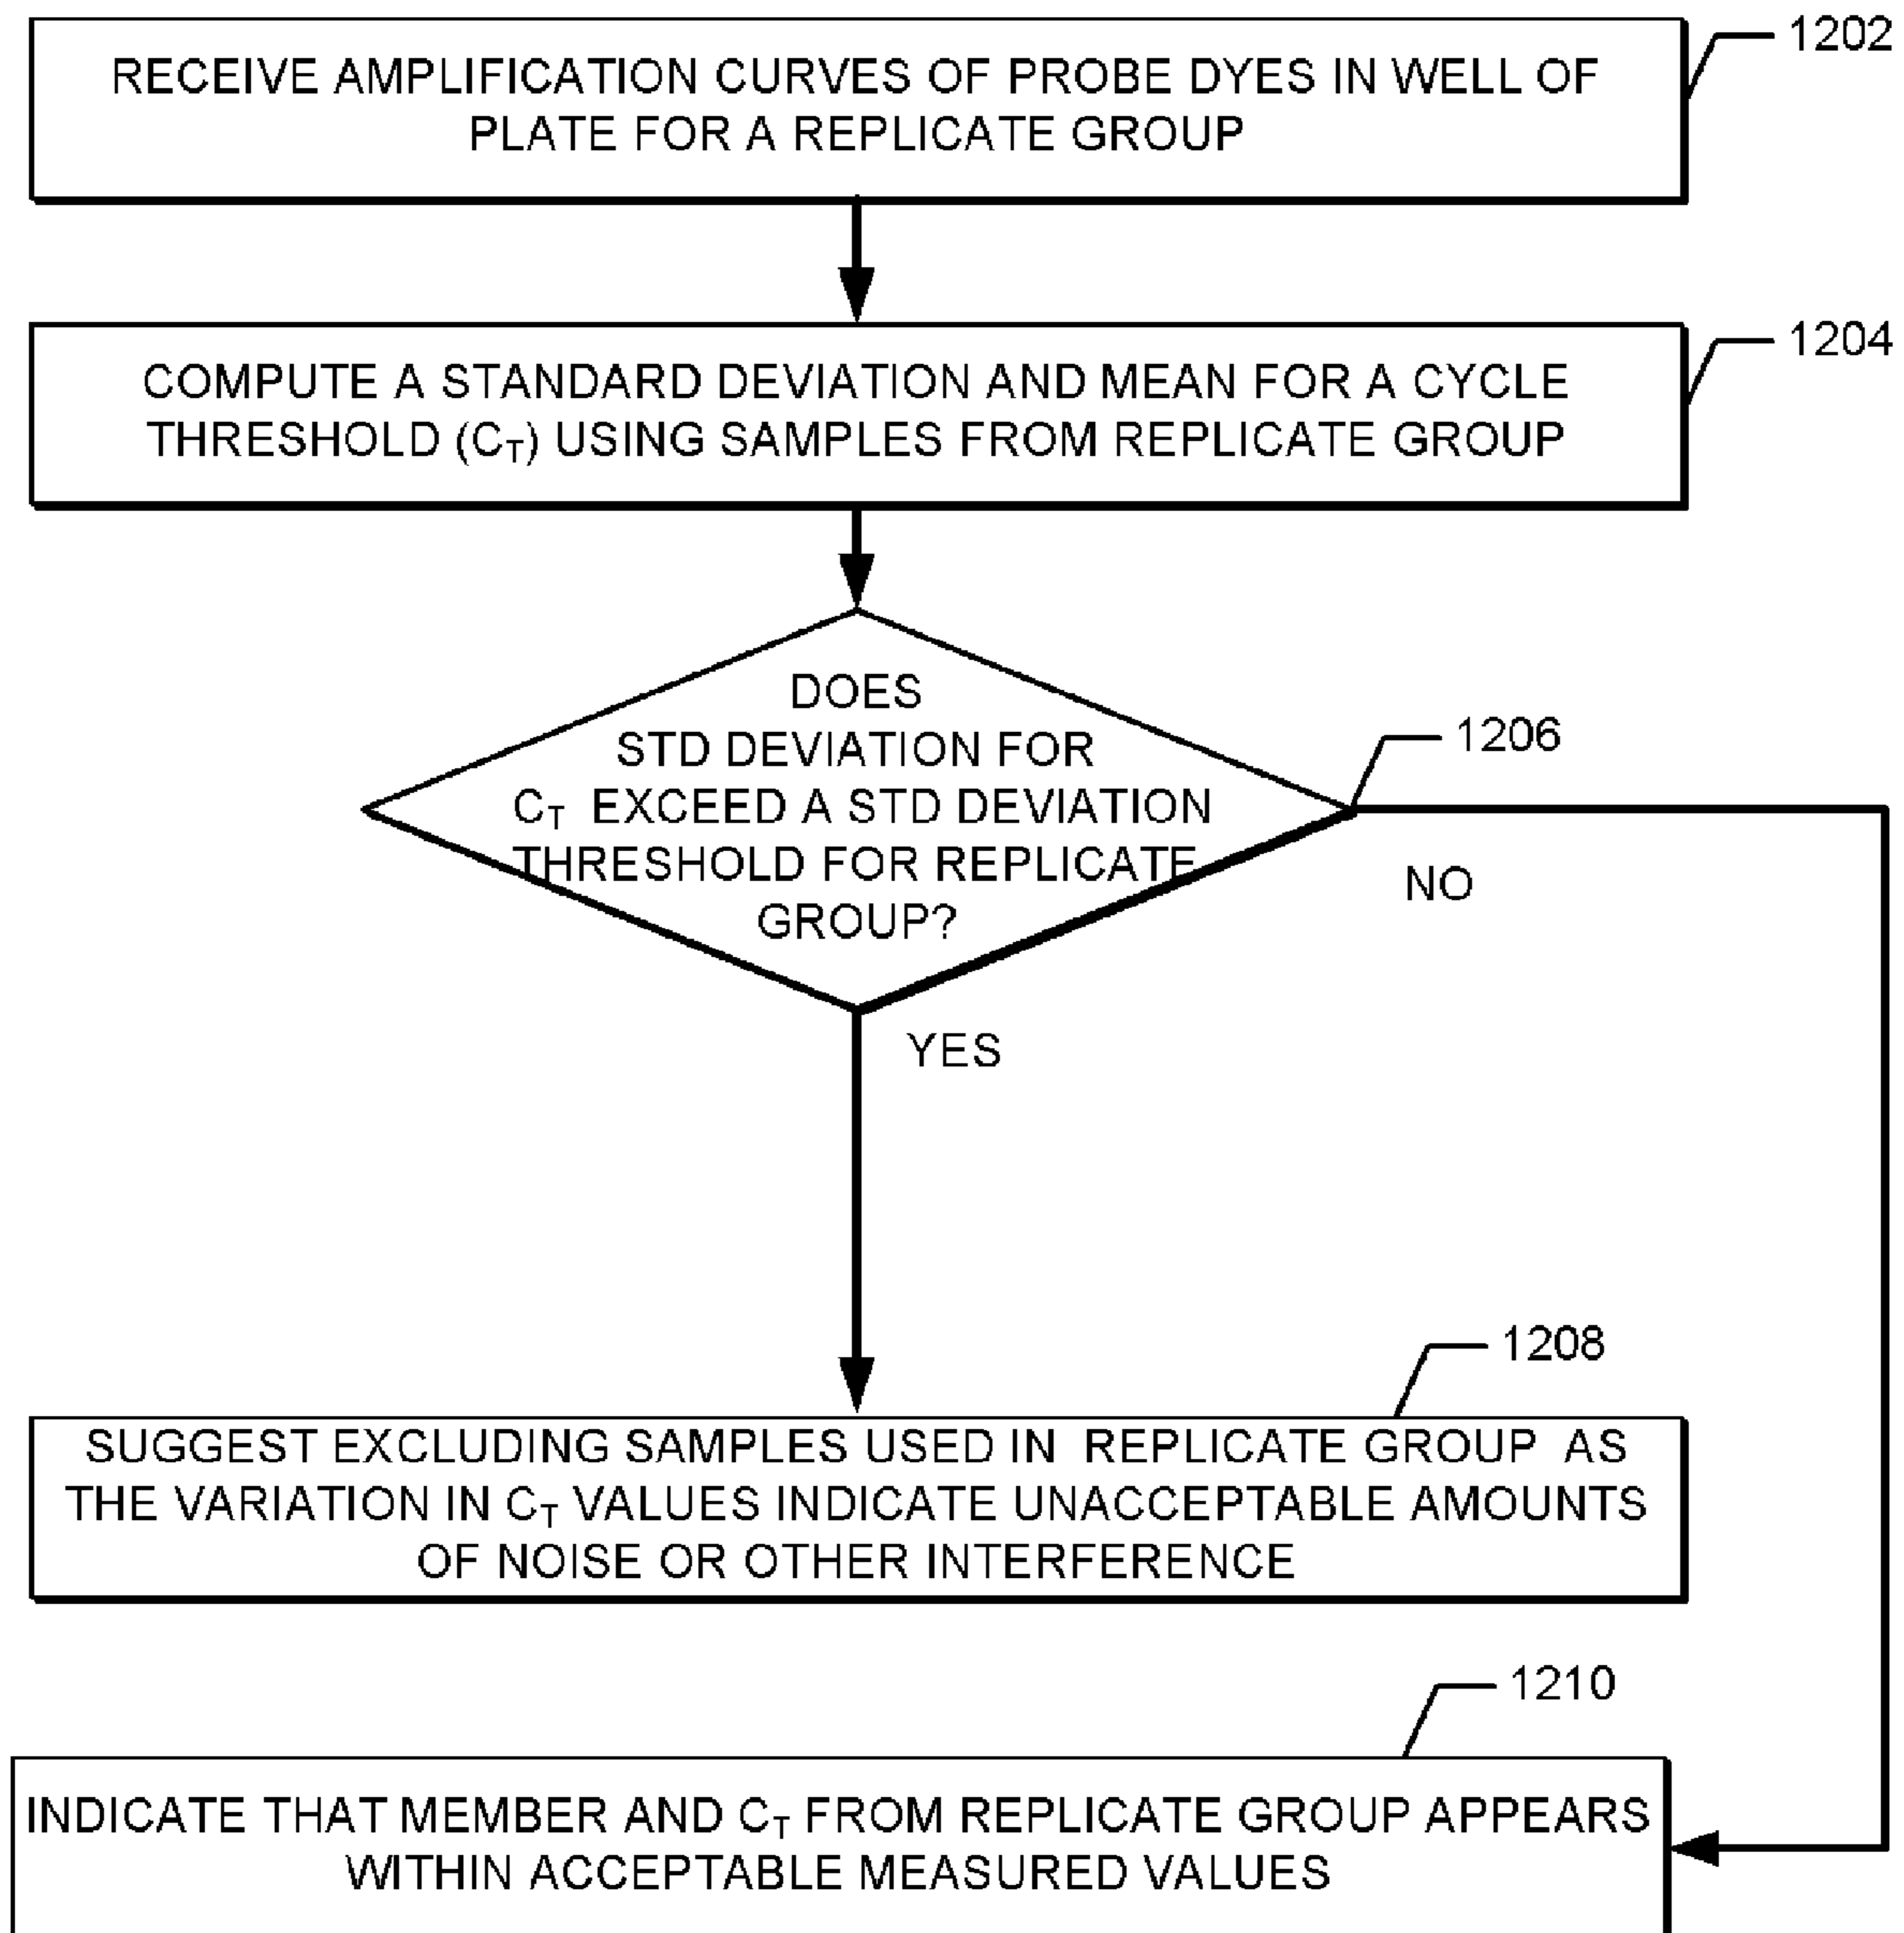 1202
RECEIVE AMPLIFICATION CURVES OF PROBE DYES IN WELL OF
PLATE FOR A REPLICATE GROUP
1204
COMPUTE A STANDARD DEVIATION AND MEAN FOR A CYCLE
THRESHOLD (CT) USING SAMPLES FROM REPLICATE GROUP
1206
DOES
STD DEVIATION FOR
CT EXCEED A STD DEVIATION
THRESHOLD FOR REPLICATE
GROUP?
NO
YES
1208
SUGGEST EXCLUDING SAMPLES USED IN REPLICATE GROUP AS
THE VARIATION IN CT VALUES INDICATE UNACCEPTABLE AMOUNTS
OF NOISE OR OTHER INTERFERENCE
1210
INDICATE THAT MEMBER AND CT FROM REPLICATE GROUP APPEARS
WITHIN ACCEPTABLE MEASURED VALUES